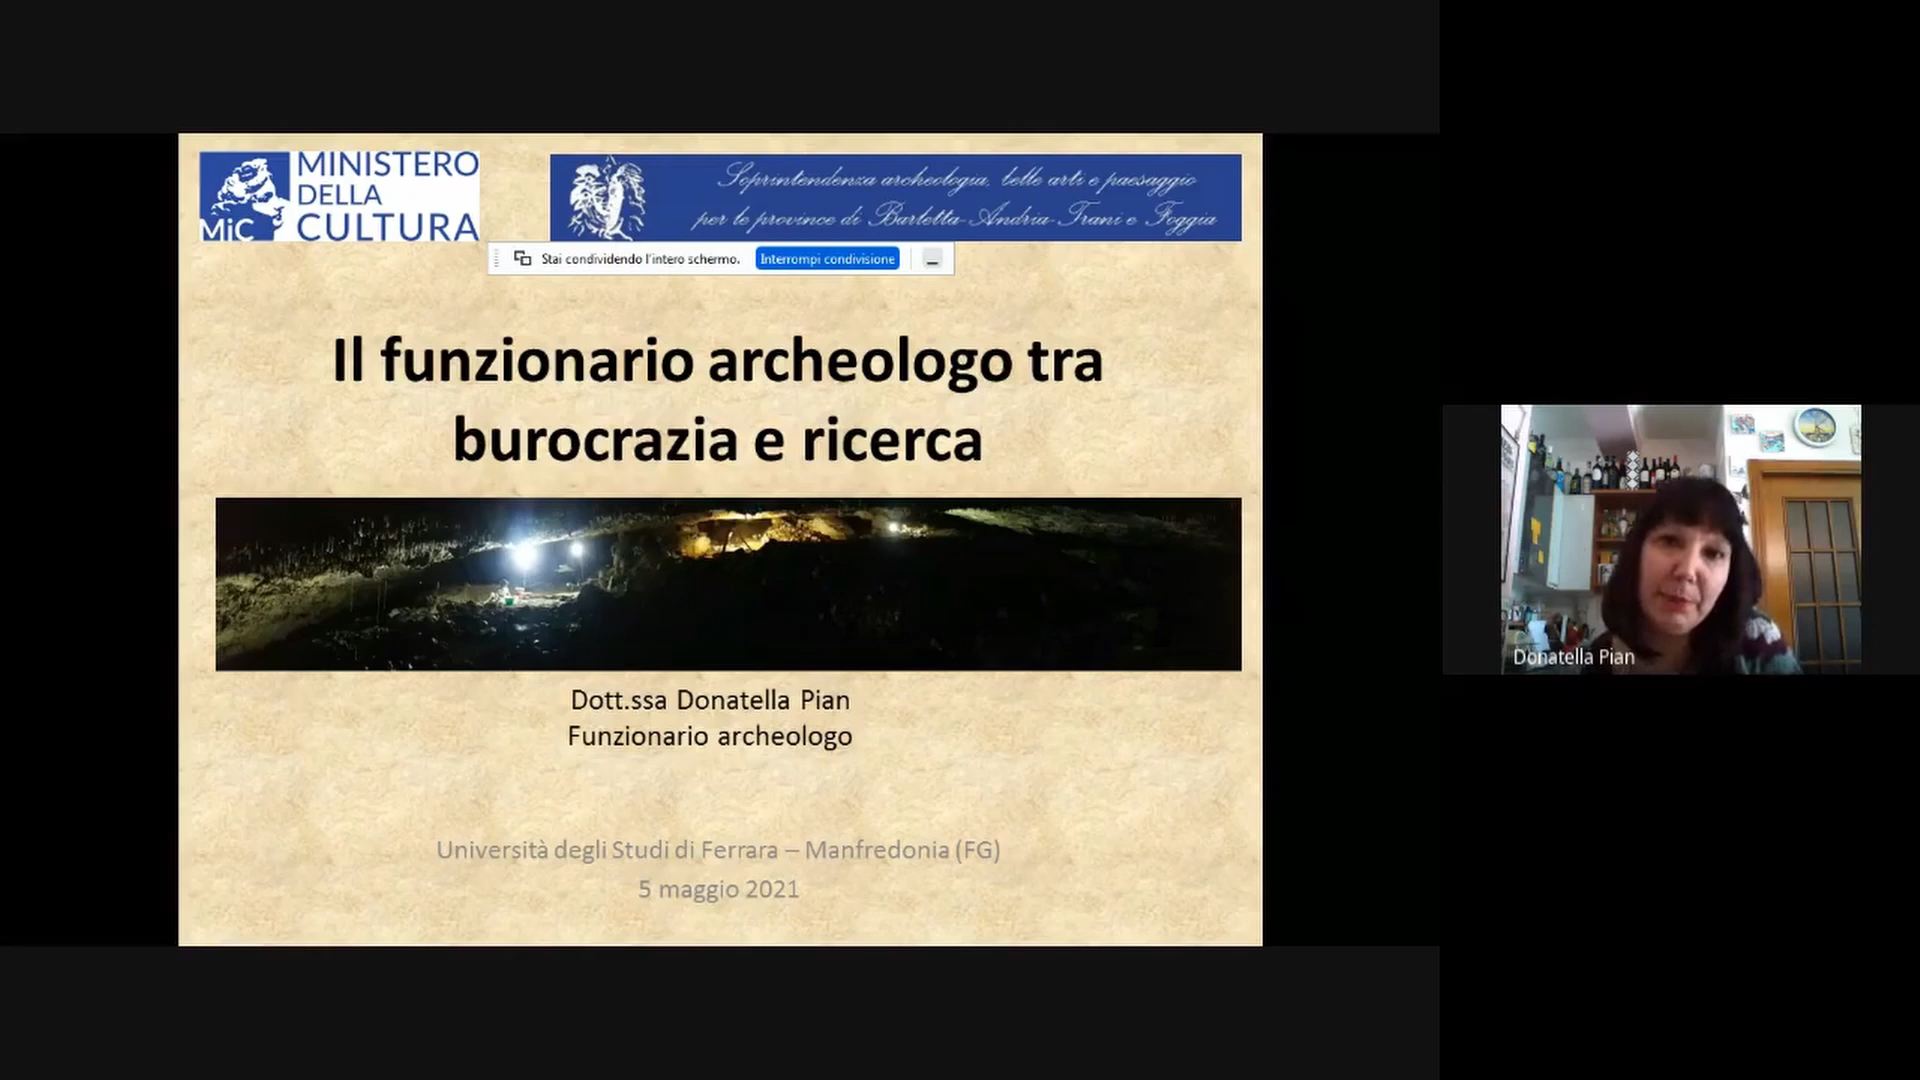 MiC
MINISTERO
DELLA
CULTURA
Soprintendenza archeologia, belle arti e paesaggio
per le province di Barletta-Andria-Trani e Foggia
Stai condividendo l'intero schermo.
Interrompi condivisione
Il funzionario archeologo tra
burocrazia e ricerca
Dott.ssa Donatella Pian
Funzionario archeologo
Donatella Pian
Università degli Studi di Ferrara – Manfredonia (FG)
5 maggio 2021